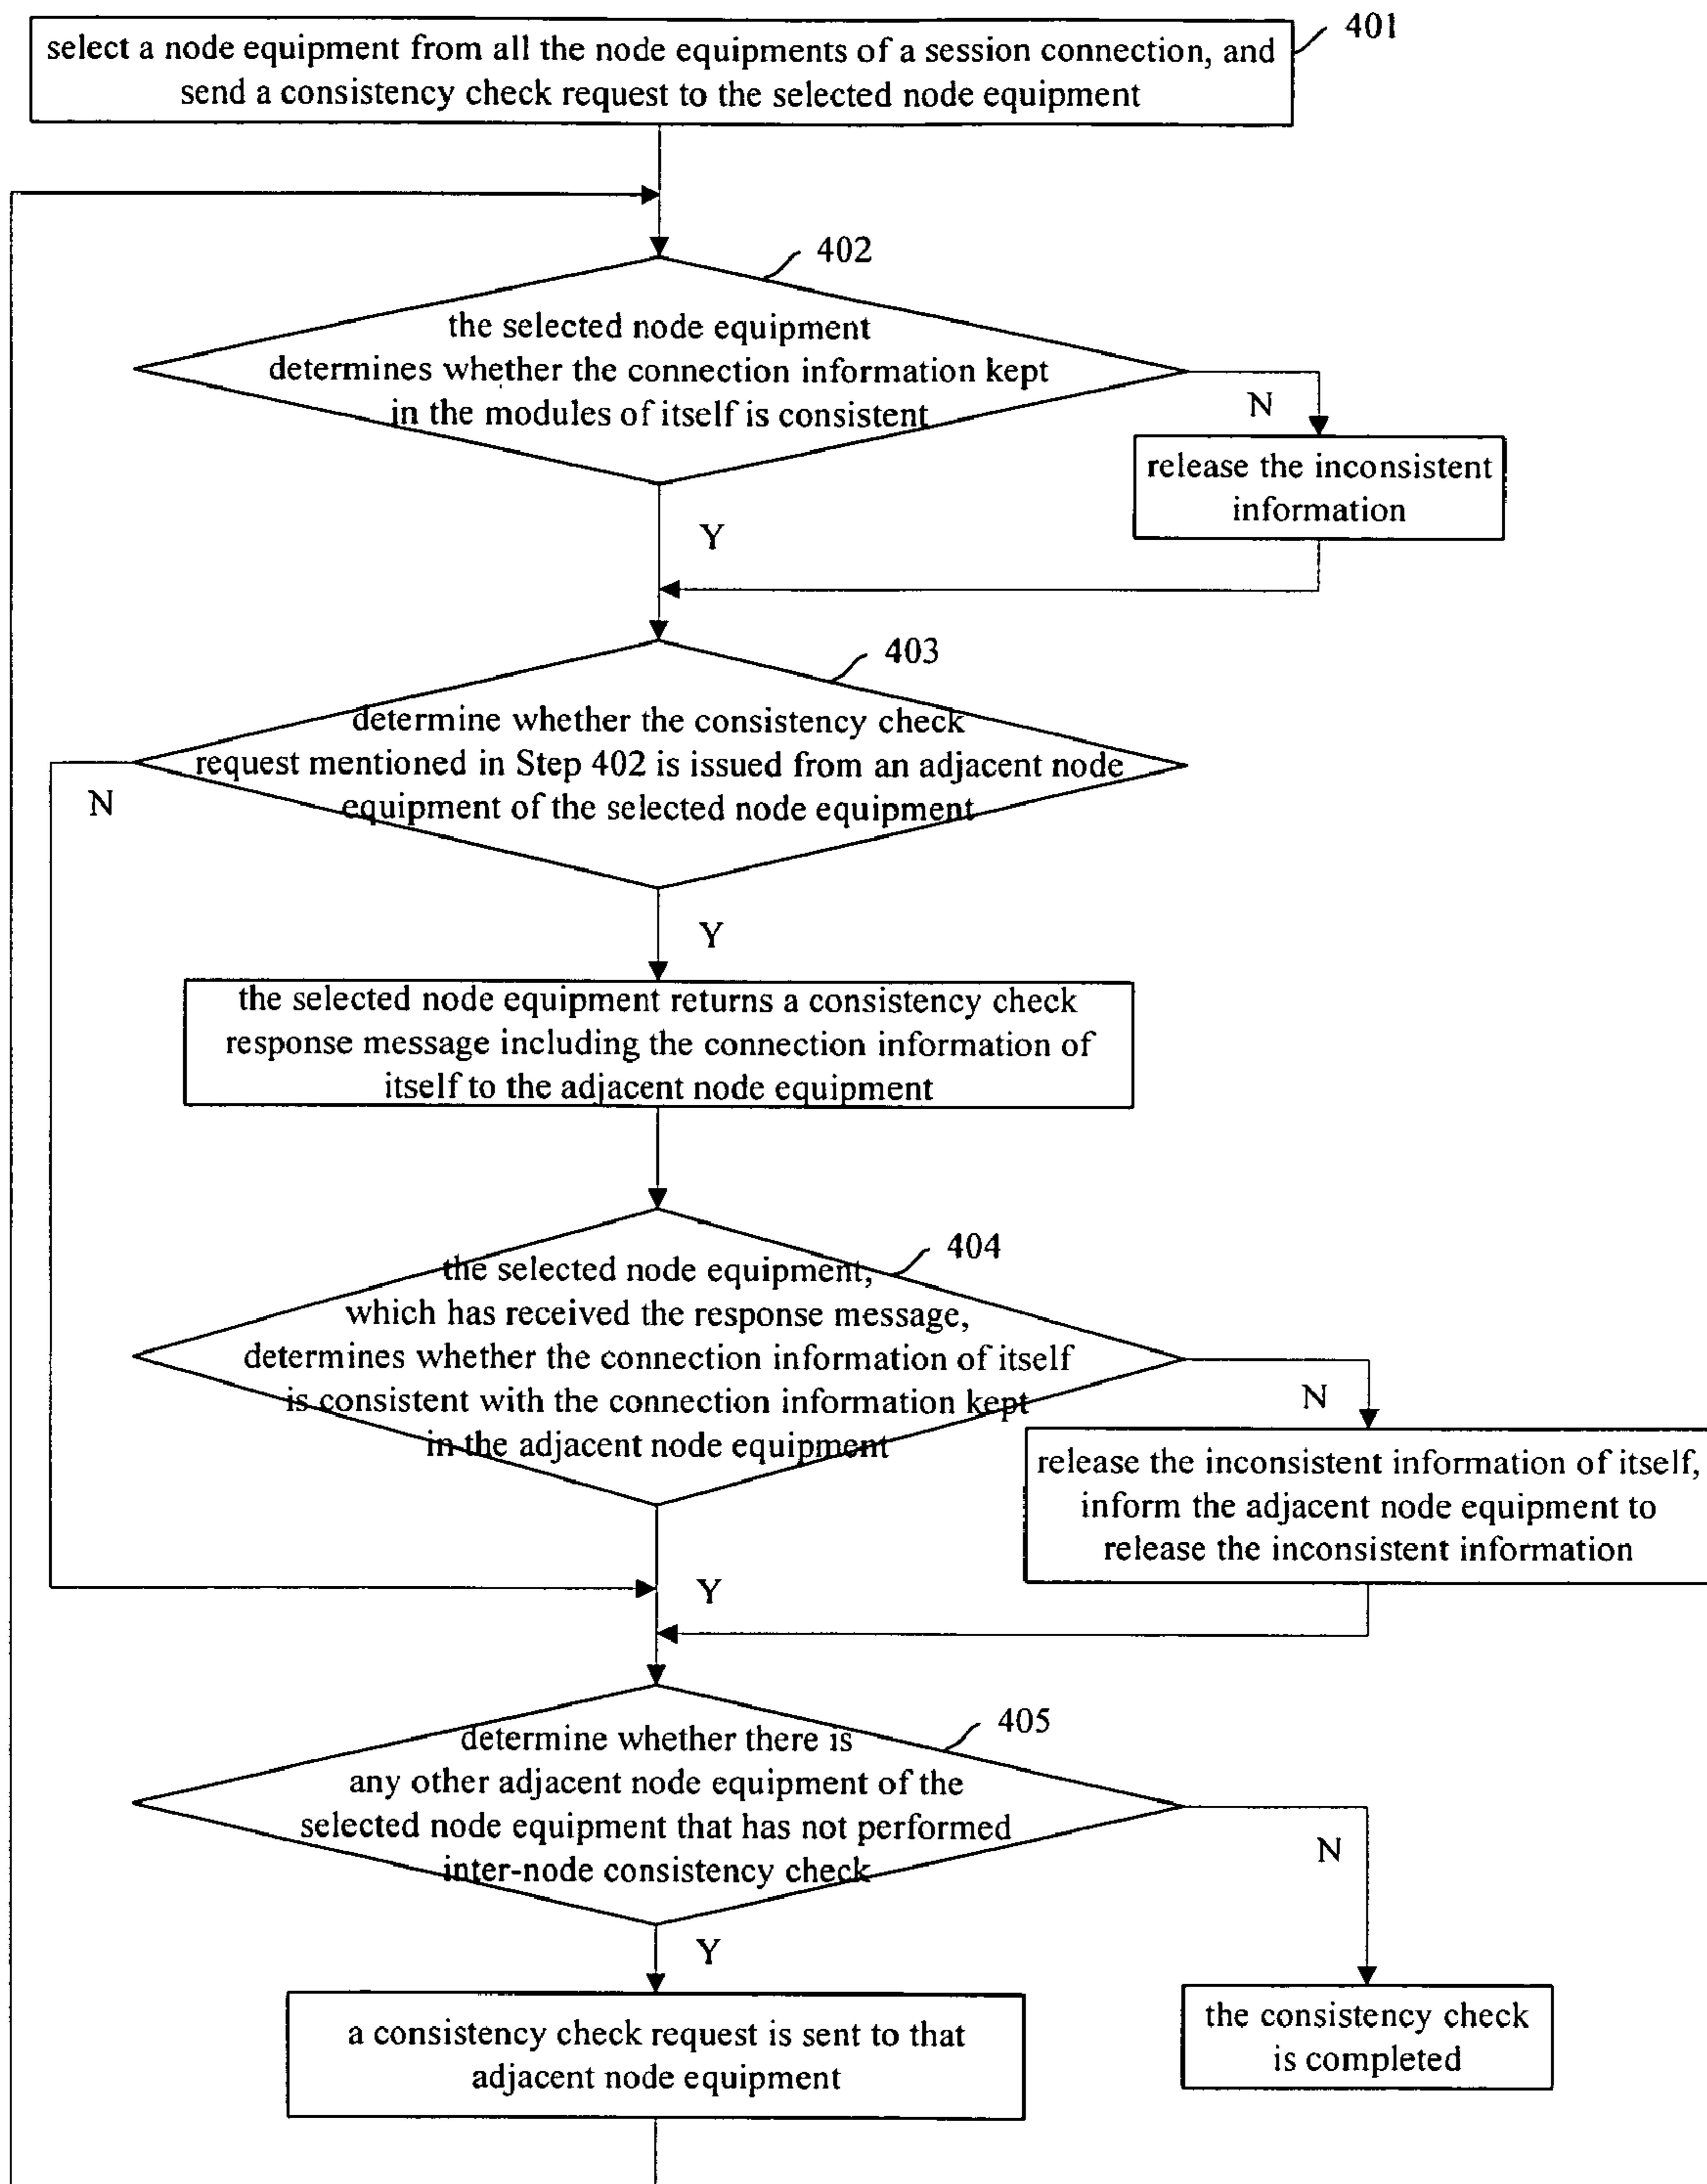 401
select a node equipment from all the node equipments of a session connection, and
send a consistency check request to the selected node equipment
402
the selected node equipment
determines whether the connection information kept
in the modules of itself is consistent
N
release the inconsistent
information
Y
403
determine whether the consistency check
request mentioned in Step 402 is issued from an adjacent node
equipment of the selected node equipment
N
Y
the selected node equipment returns a consistency check
response message including the connection information of
itself to the adjacent node equipment
404
the selected node equipment,
which has received the response message,
determines whether the connection information of itself
is consistent with the connection information kept
in the adjacent node equipment
N
release the inconsistent information of itself,
inform the adjacent node equipment to
release the inconsistent information
Y
405
determine whether there is
any other adjacent node equipment of the
selected node equipment that has not performed
inter-node consistency check
N
Y
a consistency check request is sent to that
adjacent node equipment
the consistency check
is completed